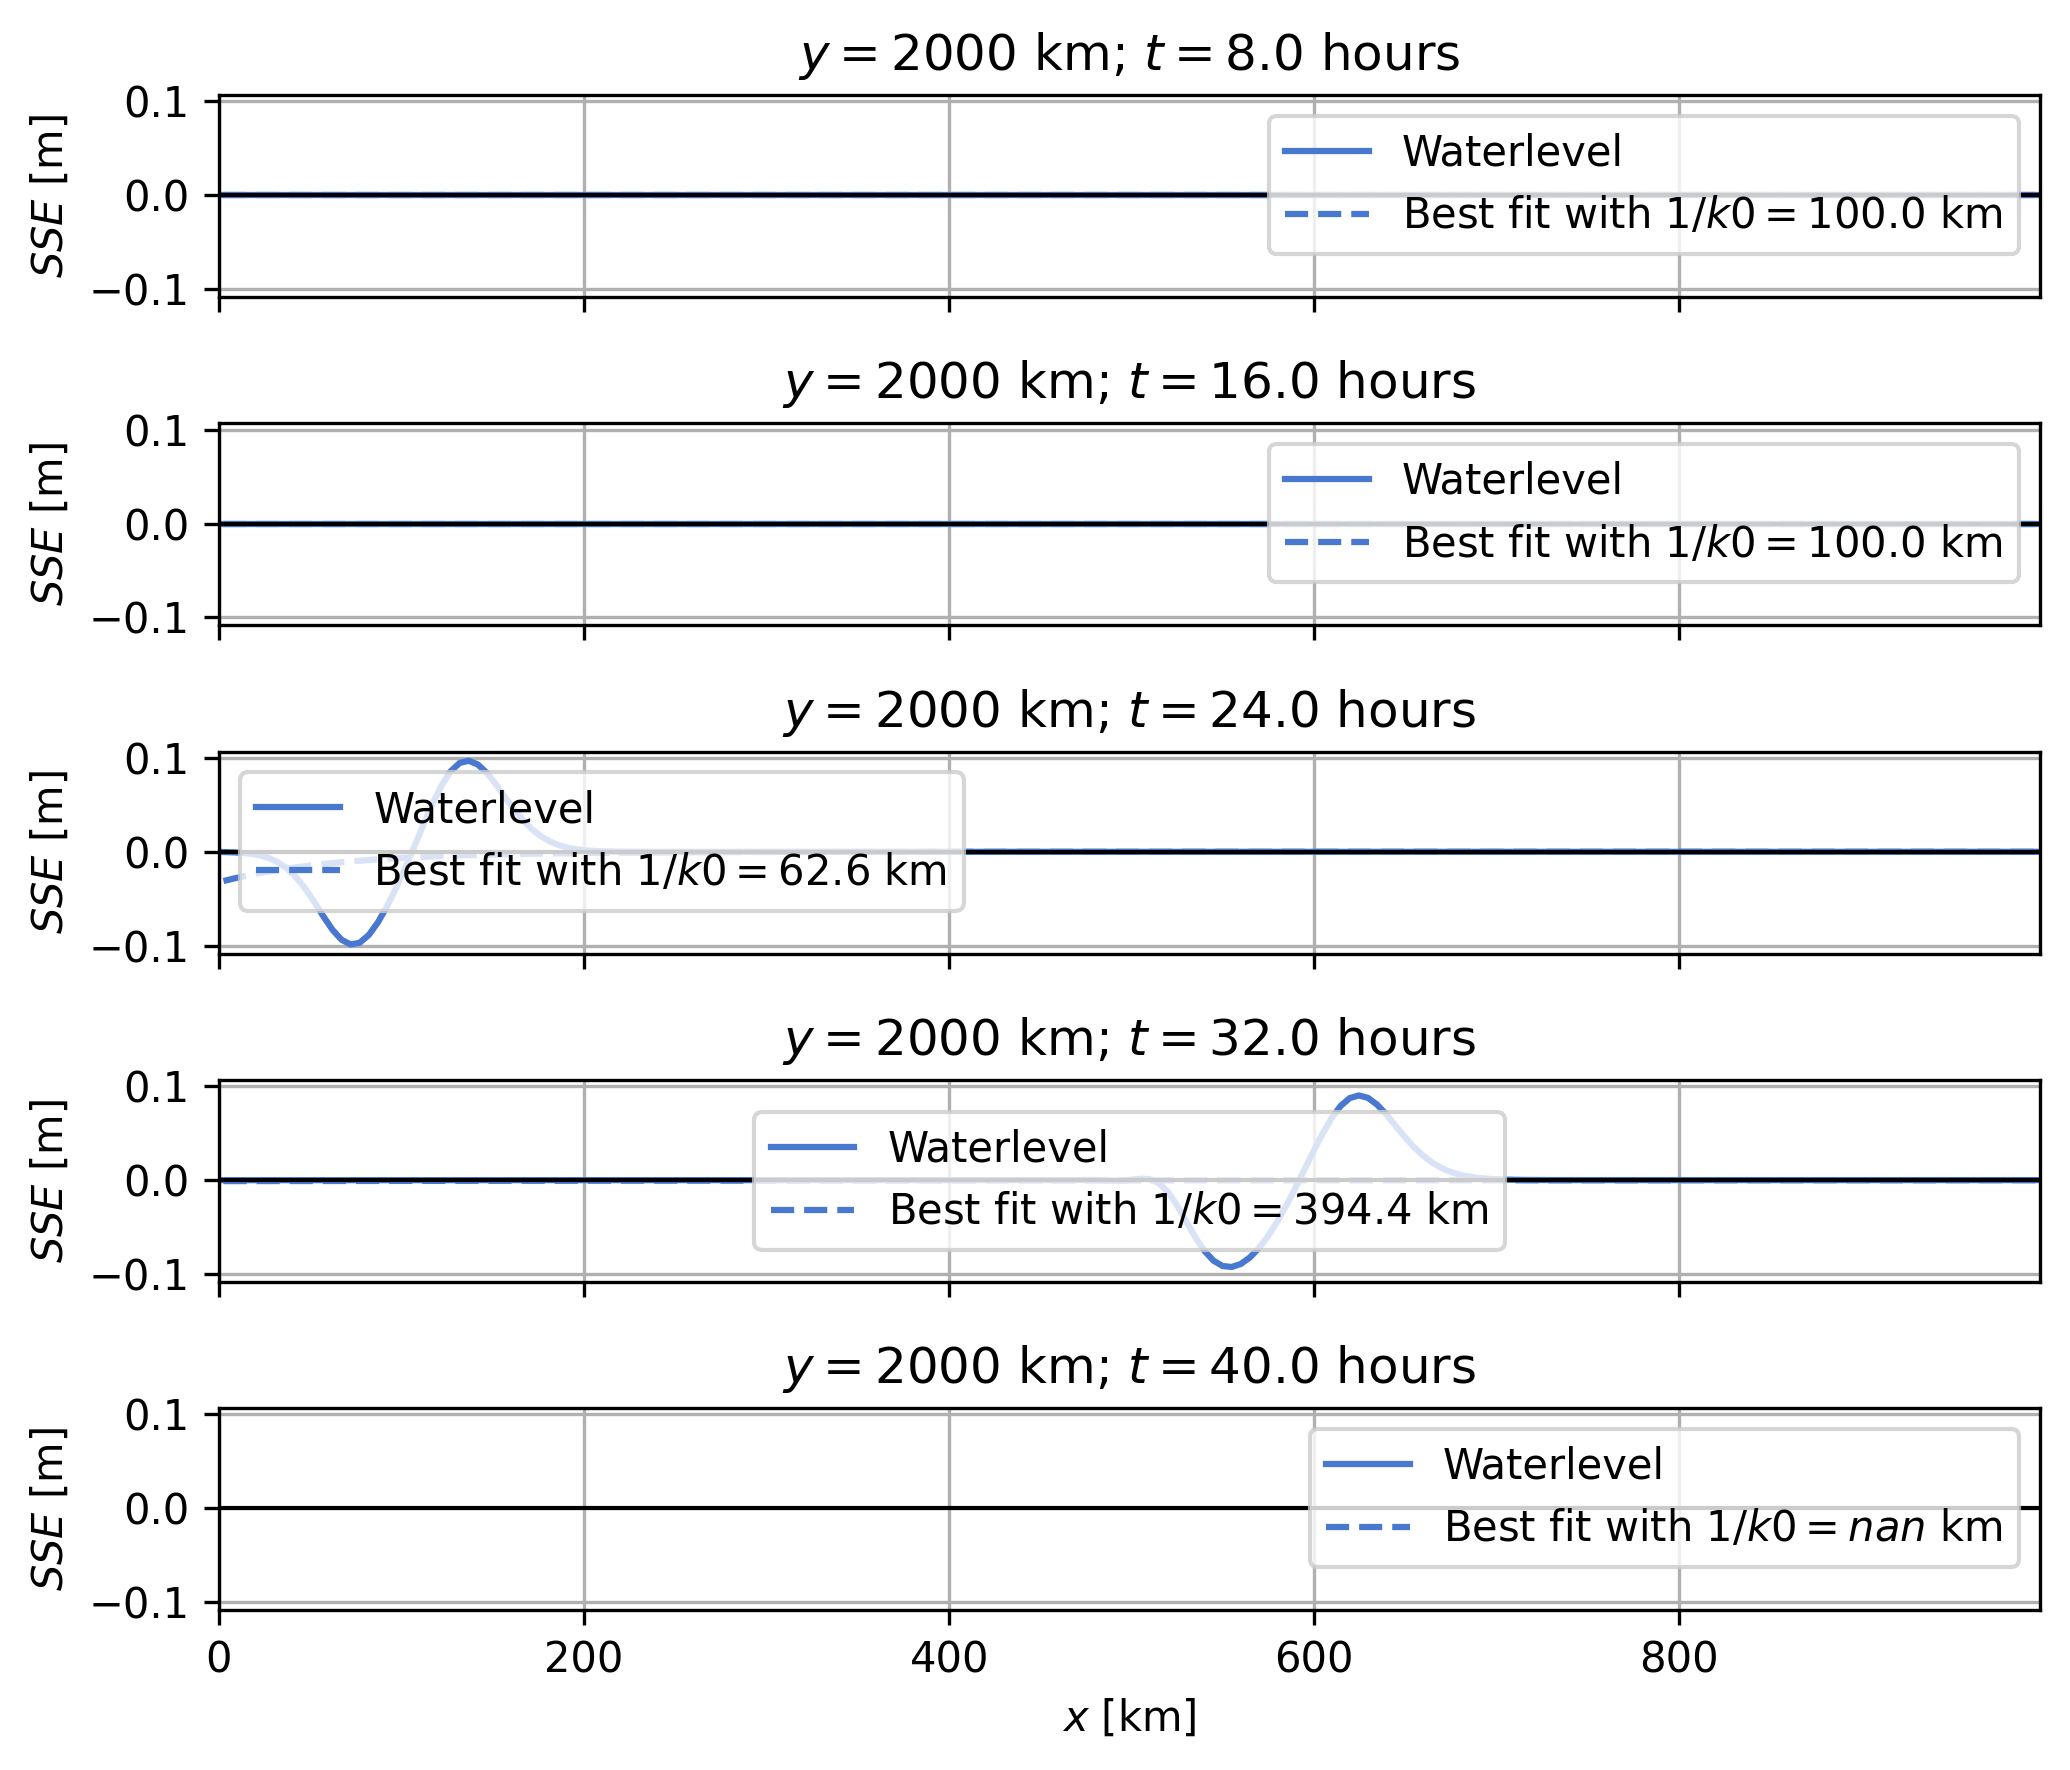 y = 2000 km; t = 8.0 hours
SSE [m]
0.1
0.0
−0.1
Waterlevel
Best fit with 1/k0 = 100.0 km
y = 2000 km; t = 16.0 hours
SSE [m]
0.1
0.0
−0.1
Waterlevel
Best fit with 1/k0 = 100.0 km
y = 2000 km; t = 24.0 hours
SSE [m]
0.1
0.0
−0.1
Waterlevel
Best fit with 1/k0 = 62.6 km
y = 2000 km; t = 32.0 hours
SSE [m]
0.1
0.0
−0.1
Waterlevel
Best fit with 1/k0 = 394.4 km
y = 2000 km; t = 40.0 hours
SSE [m]
0.1
0.0
−0.1
Waterlevel
Best fit with 1/k0 = nan km
0 200 400 600 800
x [km]